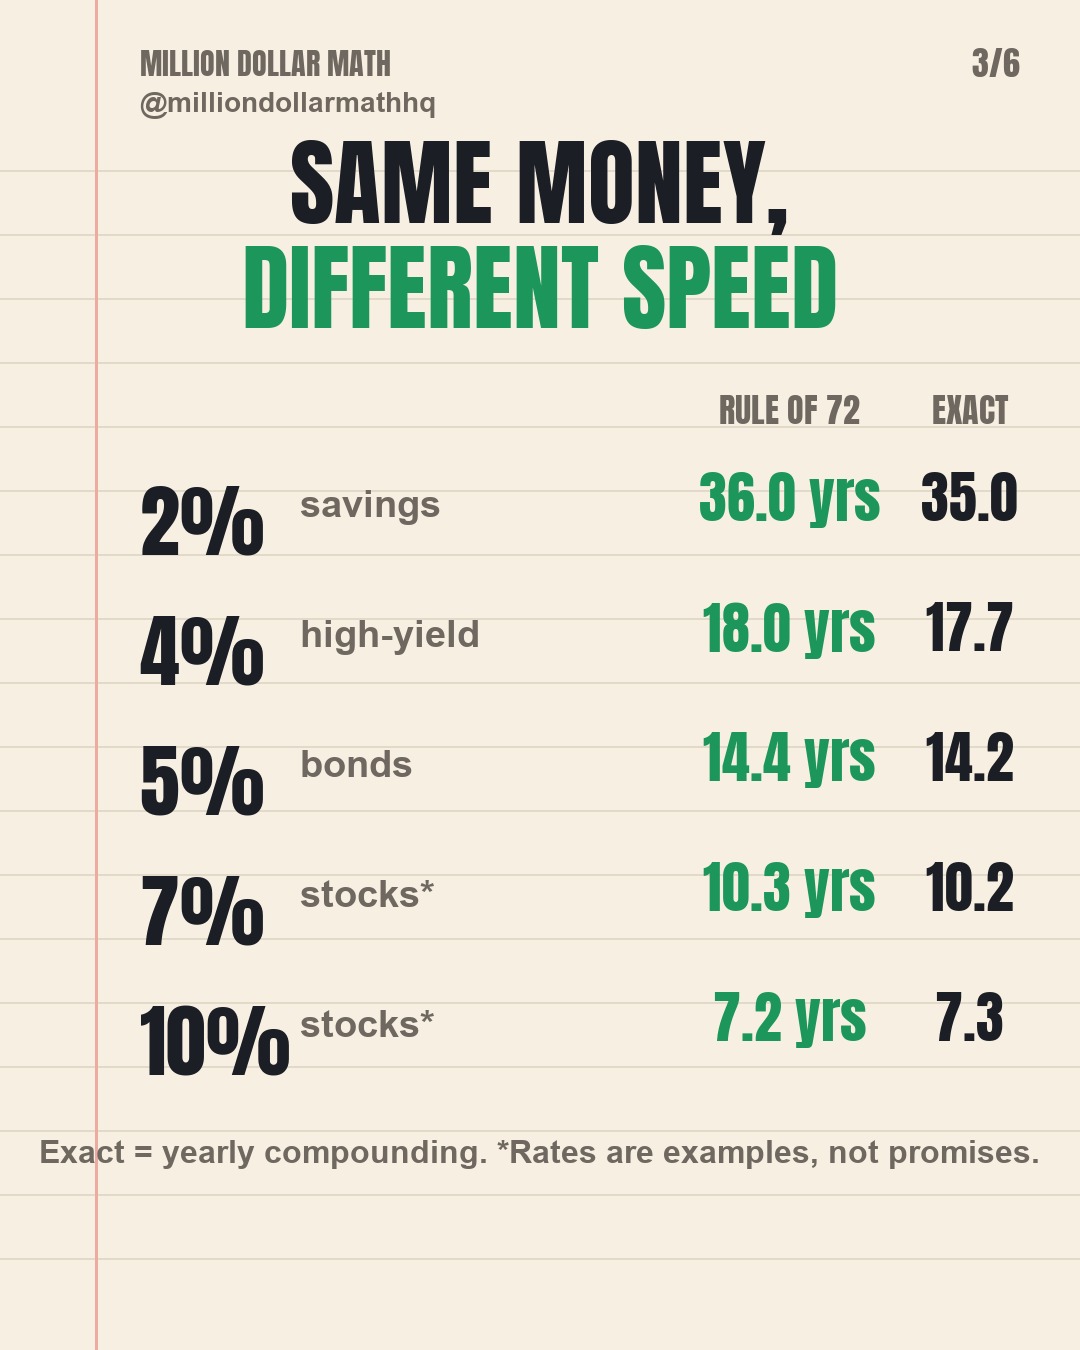 MILLION DOLLAR MATH 3/6
@milliondollarmathhq
SAME MONEY,
DIFFERENT SPEED
RULE OF 72 EXACT
2% savings 36.0 yrs 35.0
4% high-yield 18.0 yrs 17.7
5% bonds 14.4 yrs 14.2
7% stocks* 10.3 yrs 10.2
10% stocks* 7.2 yrs 7.3
Exact = yearly compounding. *Rates are examples, not promises.